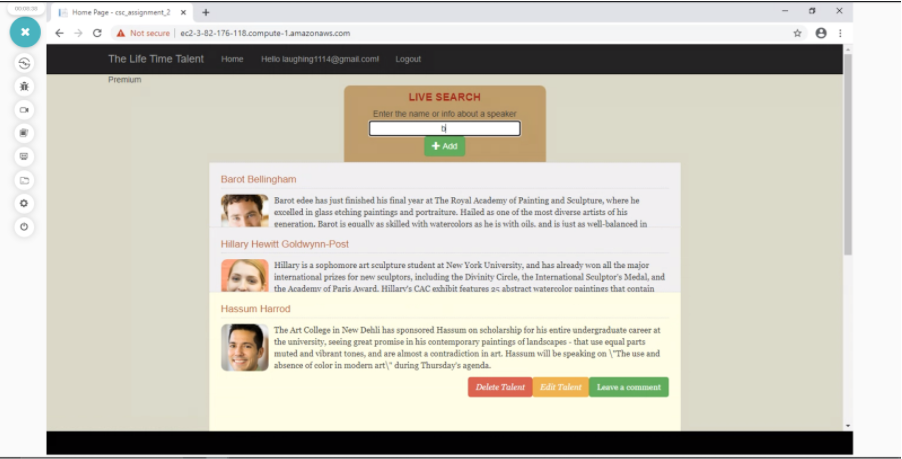 00:00:35
Home Page - csc_assignment_2
Not secure | ec2-3-82-176-118.compute-1.amazonaws.com
The Life Time Talent Home Hello laughing1114@gmail.com! Logout
Premium
LIVE SEARCH
Enter the name or info about a speaker
b
+ Add
Barot Bellingham
Barot edee has just finished his final year at The Royal Academy of Painting and Sculpture, where he
excelled in glass etching paintings and portraiture. Hailed as one of the most diverse artists of his
generation, Barot is equally as skilled with watercolors as he is with oils, and is just as well-balanced in
Hillary Hewitt Goldwynn-Post
Hillary is a sophomore art sculpture student at New York University, and has already won all the major
international prizes for new sculptors, including the Divinity Circle, the International Sculptor's Medal, and
the Academy of Paris Award. Hillary's CAC exhibit features 25 abstract watercolor paintings that contain
Hassum Harrod
The Art College in New Dehli has sponsored Hassum on scholarship for his entire undergraduate career at
the university, seeing great promise in his contemporary paintings of landscapes - that use equal parts
muted and vibrant tones, and are almost a contradiction in art. Hassum will be speaking on \"The use and
absence of color in modern art\" during Thursday's agenda.
Delete Talent Edit Talent Leave a comment